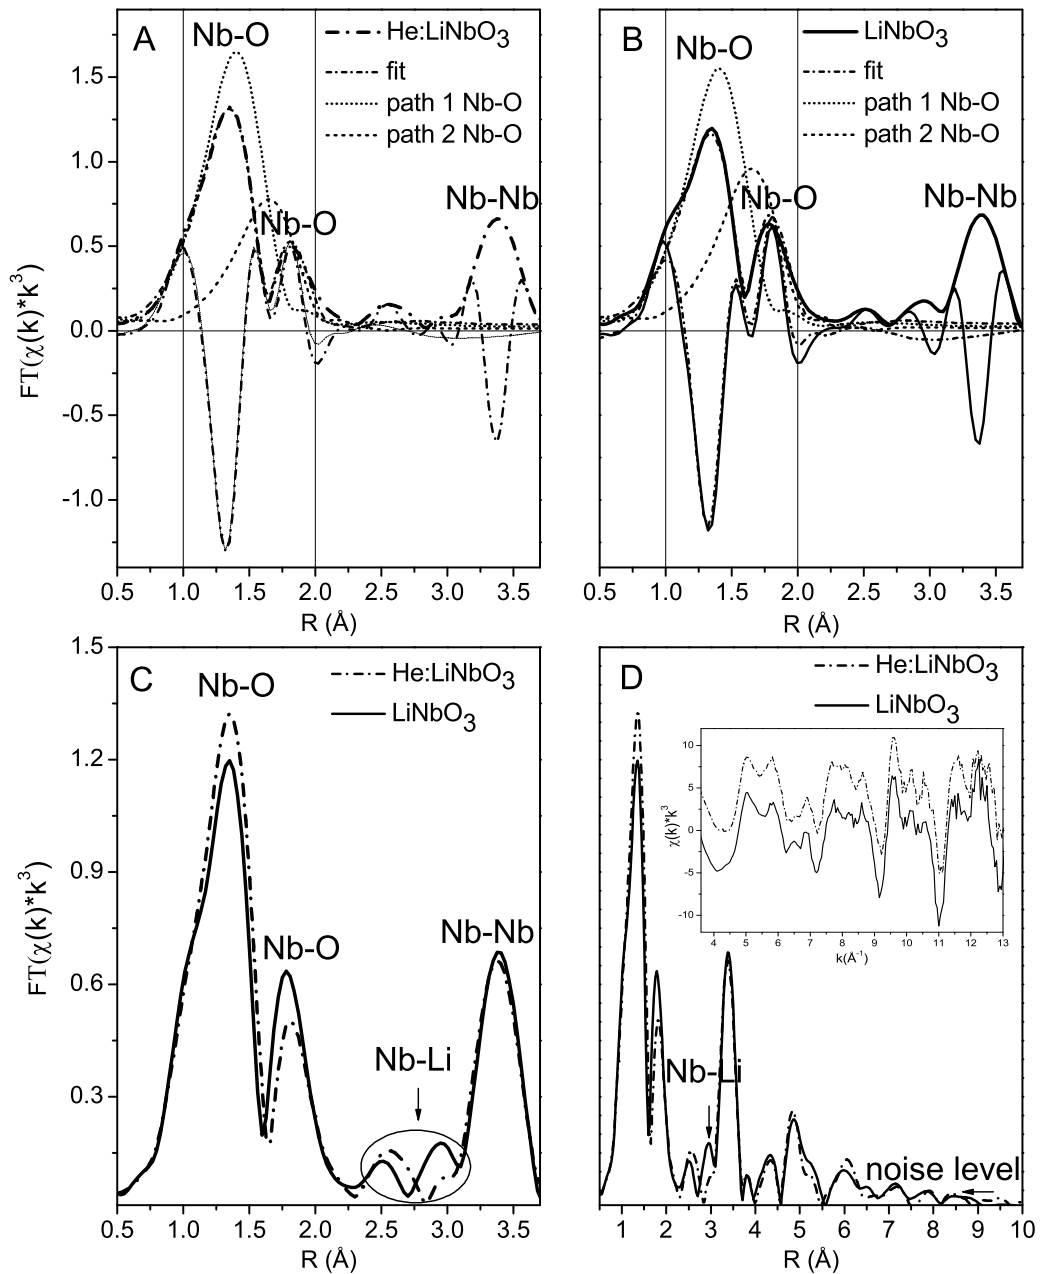 A
Nb-O
He:LiNbO3
fit
path 1 Nb-O
path 2 Nb-O
Nb-O
Nb-Nb
1.5
1.0
0.5
0.0
-0.5
-1.0
FT(χ(k)*k³)
0.5 1.0 1.5 2.0 2.5 3.0 3.5
R (Å)
B
Nb-O
LiNbO3
fit
path 1 Nb-O
path 2 Nb-O
Nb-O
Nb-Nb
0.5 1.0 1.5 2.0 2.5 3.0 3.5
R (Å)
C
Nb-O
He:LiNbO3
LiNbO3
Nb-O
Nb-Nb
Nb-Li
1.5
1.2
0.9
0.6
0.3
FT(χ(k)*k³)
0.5 1.0 1.5 2.0 2.5 3.0 3.5
R (Å)
D
He:LiNbO3
LiNbO3
10
5
0
-5
-10
χ(k)*k³
4 5 6 7 8 9 10 11 12 13
k(Å⁻¹)
Nb-Li
noise level
1 2 3 4 5 6 7 8 9 10
R (Å)